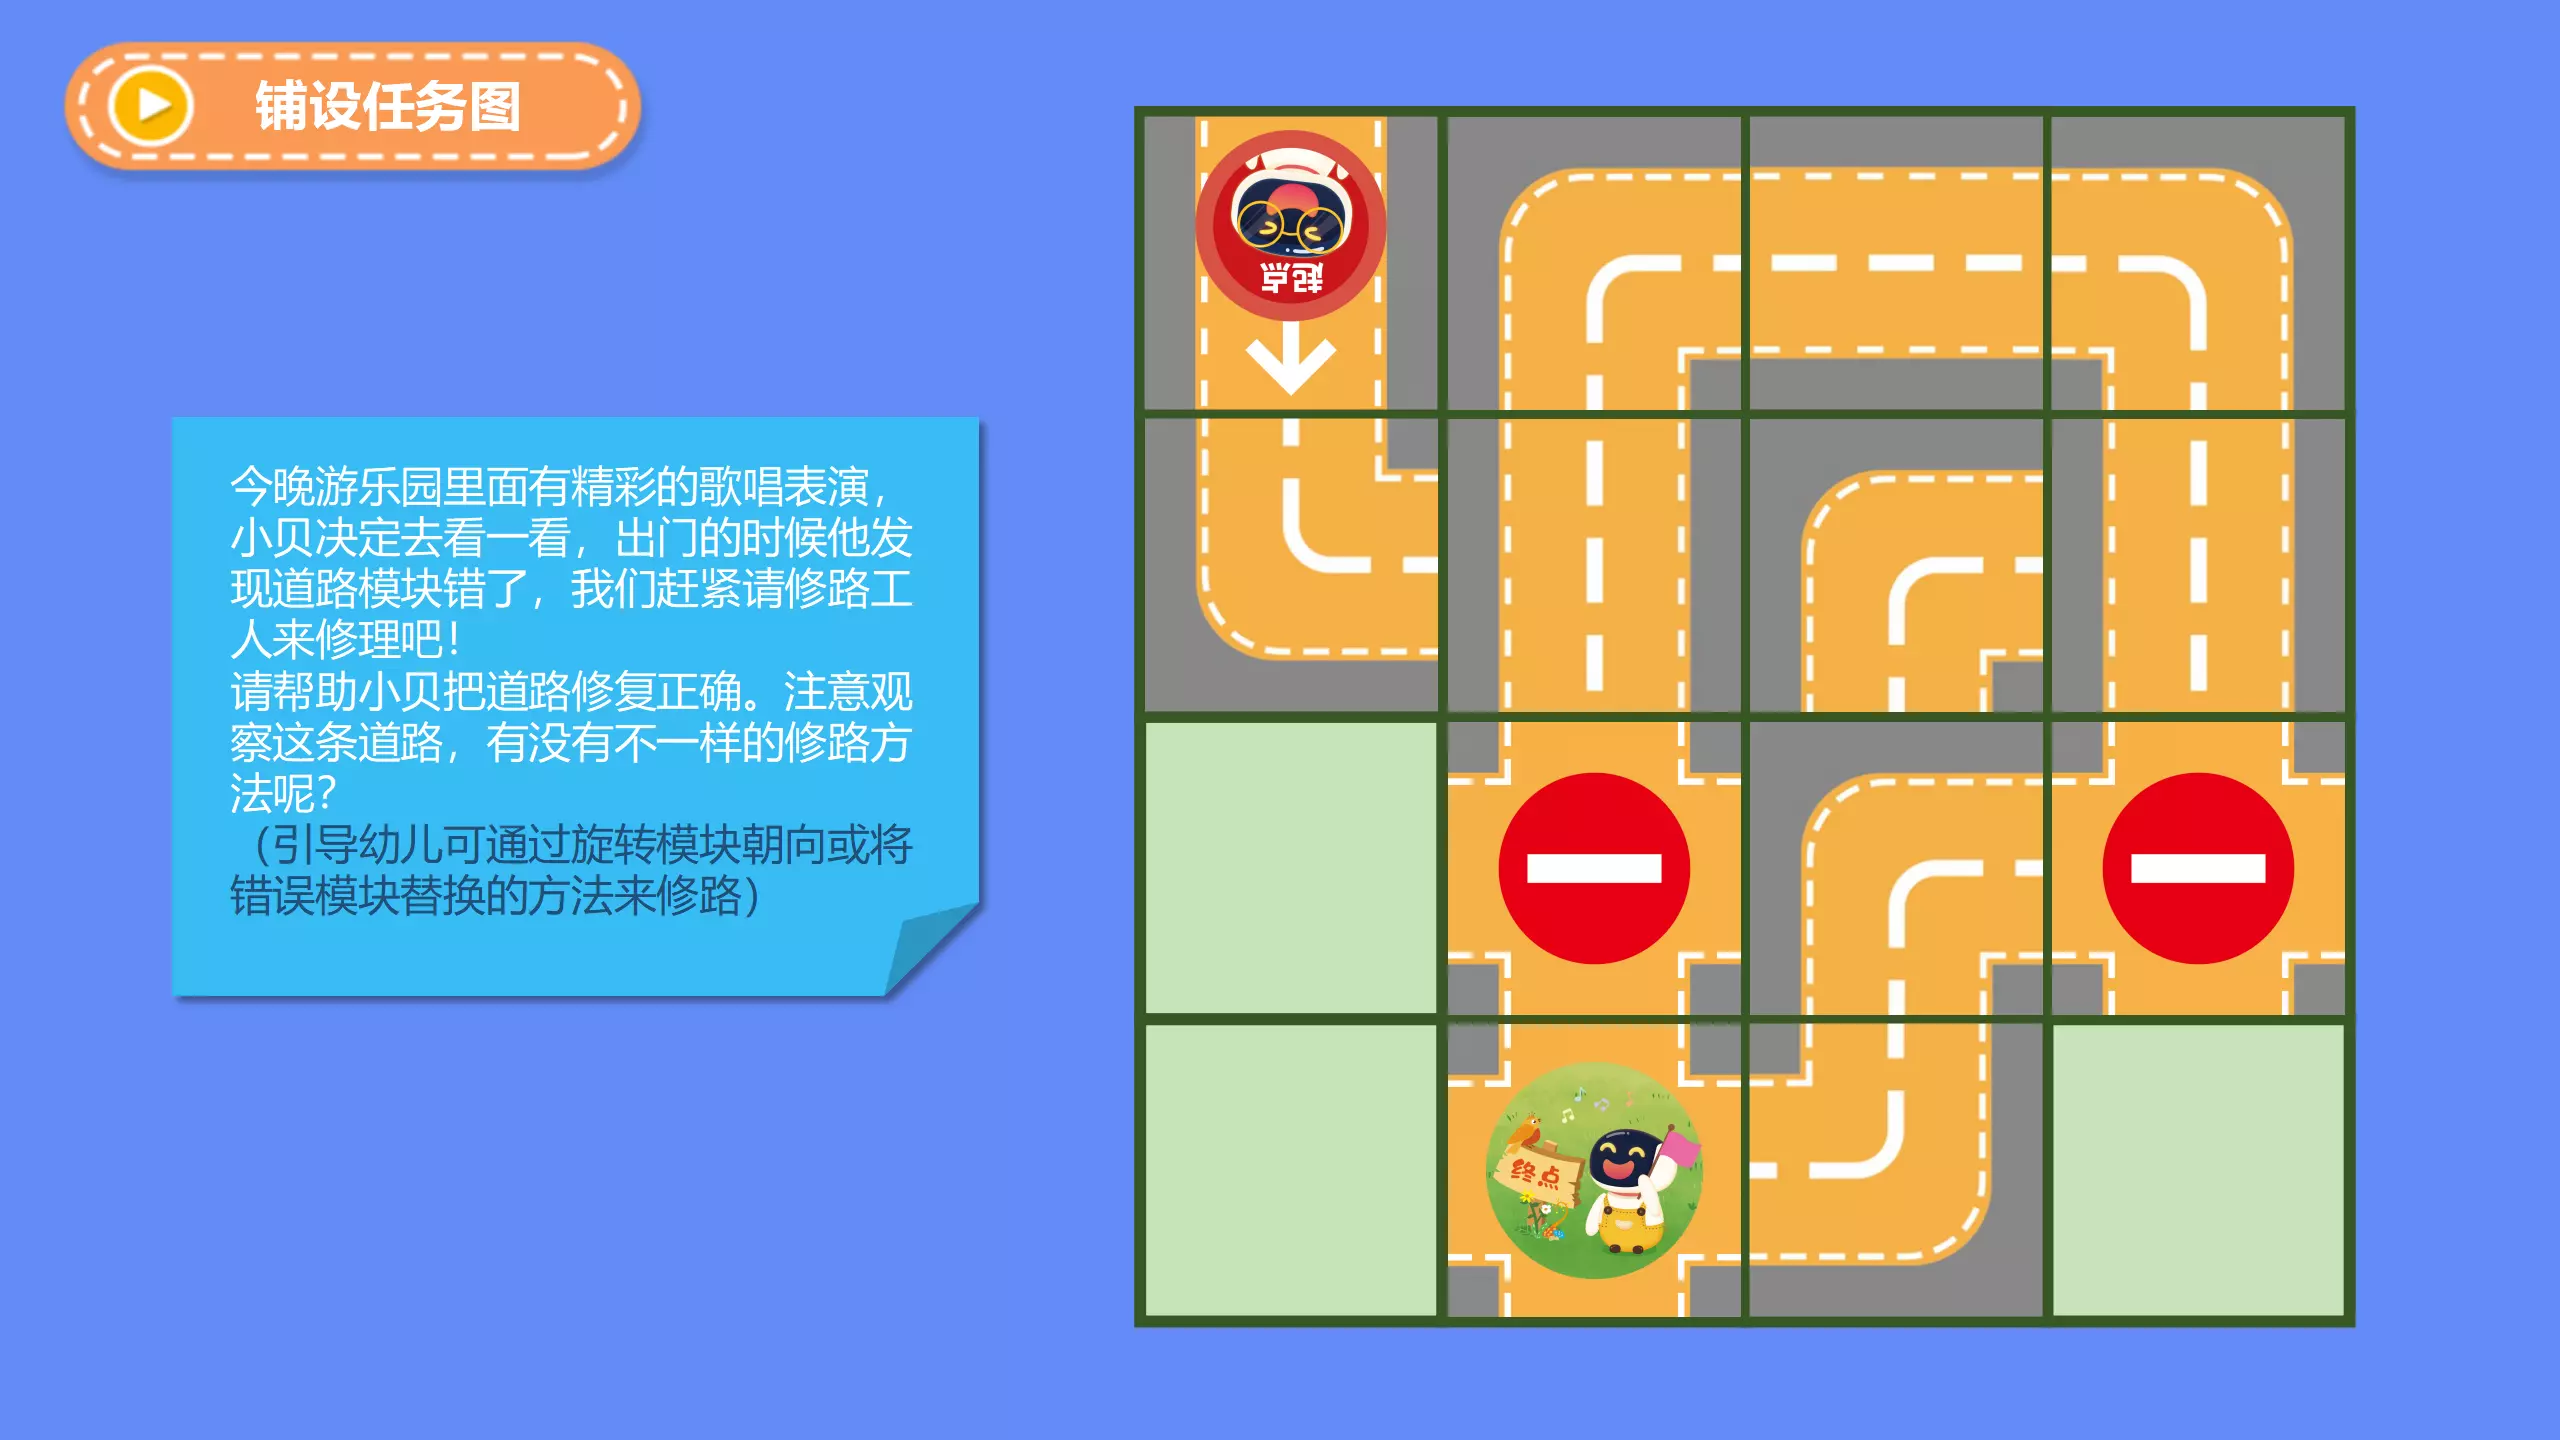 铺设任务图
今晚游乐园里面有精彩的歌唱表演，
小贝决定去看一看，出门的时候他发
现道路模块错了，我们赶紧请修路工
人来修理吧！
请帮助小贝把道路修复正确。注意观
察这条道路，有没有不一样的修路方
法呢？
（引导幼儿可通过旋转模块朝向或将
错误模块替换的方法来修路）
起点
终点